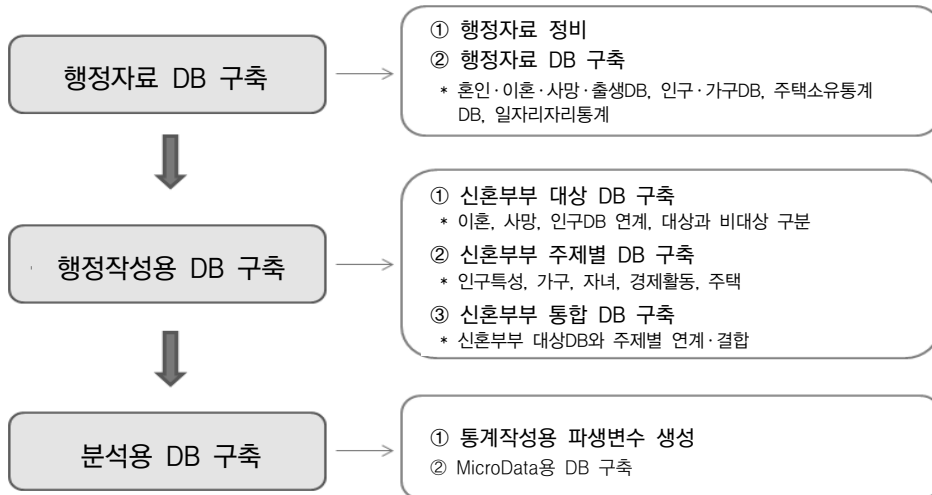 행정자료 DB 구축
① 행정자료 정비
② 행정자료 DB 구축
* 혼인·이혼·사망·출생DB, 인구·가구DB, 주택소유통계
DB, 일자리자리통계
행정작성용 DB 구축
① 신혼부부 대상 DB 구축
* 이혼, 사망, 인구DB 연계, 대상과 비대상 구분
② 신혼부부 주제별 DB 구축
* 인구특성, 가구, 자녀, 경제활동, 주택
③ 신혼부부 통합 DB 구축
* 신혼부부 대상DB와 주제별 연계·결합
분석용 DB 구축
① 통계작성용 파생변수 생성
② MicroData용 DB 구축